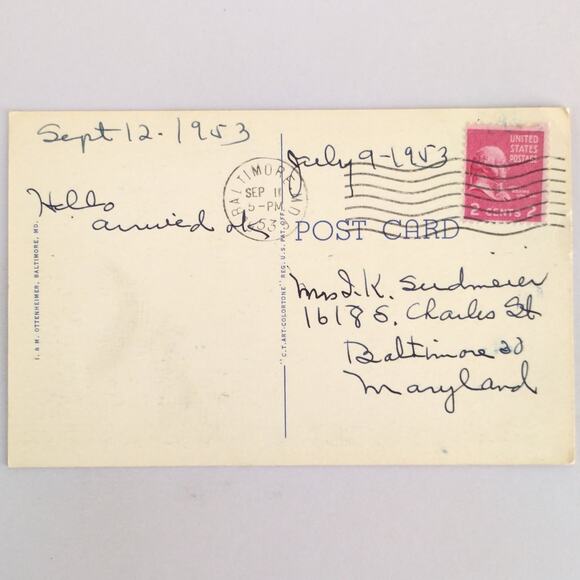 Sept 12 - 1953
Hello
arrived ok
I. & M. OTTENHEIMER, BALTIMORE, MD.
"C.T. ART-COLORTONE" REG. U.S. PAT. OFF.
BALTIMORE MD.
SEP 11
5-PM
53
July 9-1953
UNITED
STATES
POSTAGE
2 CENTS 2
POST CARD
Mrs I.K. Sudmeier
1618 S. Charles St
Baltimore 30
Maryland